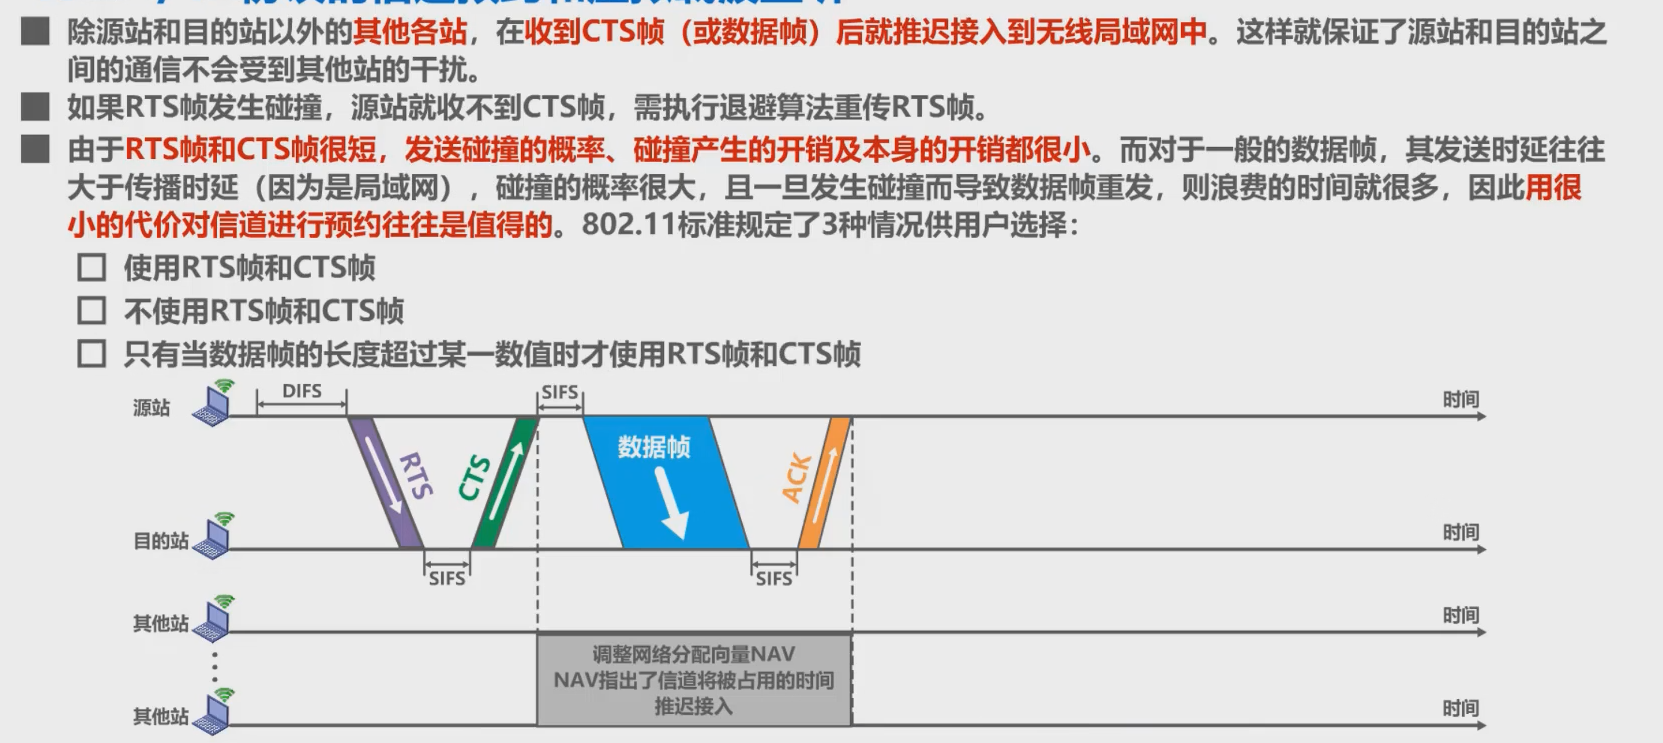 除源站和目的站以外的其他各站，在收到CTS帧（或数据帧）后就推迟接入到无线局域网中。这样就保证了源站和目的站之
间的通信不会受到其他站的干扰。
如果RTS帧发生碰撞，源站就收不到CTS帧，需执行退避算法重传RTS帧。
由于RTS帧和CTS帧很短，发送碰撞的概率、碰撞产生的开销及本身的开销都很小。而对于一般的数据帧，其发送时延往往
大于传播时延（因为是局域网），碰撞的概率很大，且一旦发生碰撞而导致数据帧重发，则浪费的时间就很多，因此用很
小的代价对信道进行预约往往是值得的。802.11标准规定了3种情况供用户选择：
使用RTS帧和CTS帧
不使用RTS帧和CTS帧
只有当数据帧的长度超过某一数值时才使用RTS帧和CTS帧
DIFS
SIFS
源站
时间
RTS
CTS
数据帧
ACK
目的站
时间
SIFS
SIFS
其他站
时间
调整网络分配向量NAV
NAV指出了信道将被占用的时间
推迟接入
其他站
时间